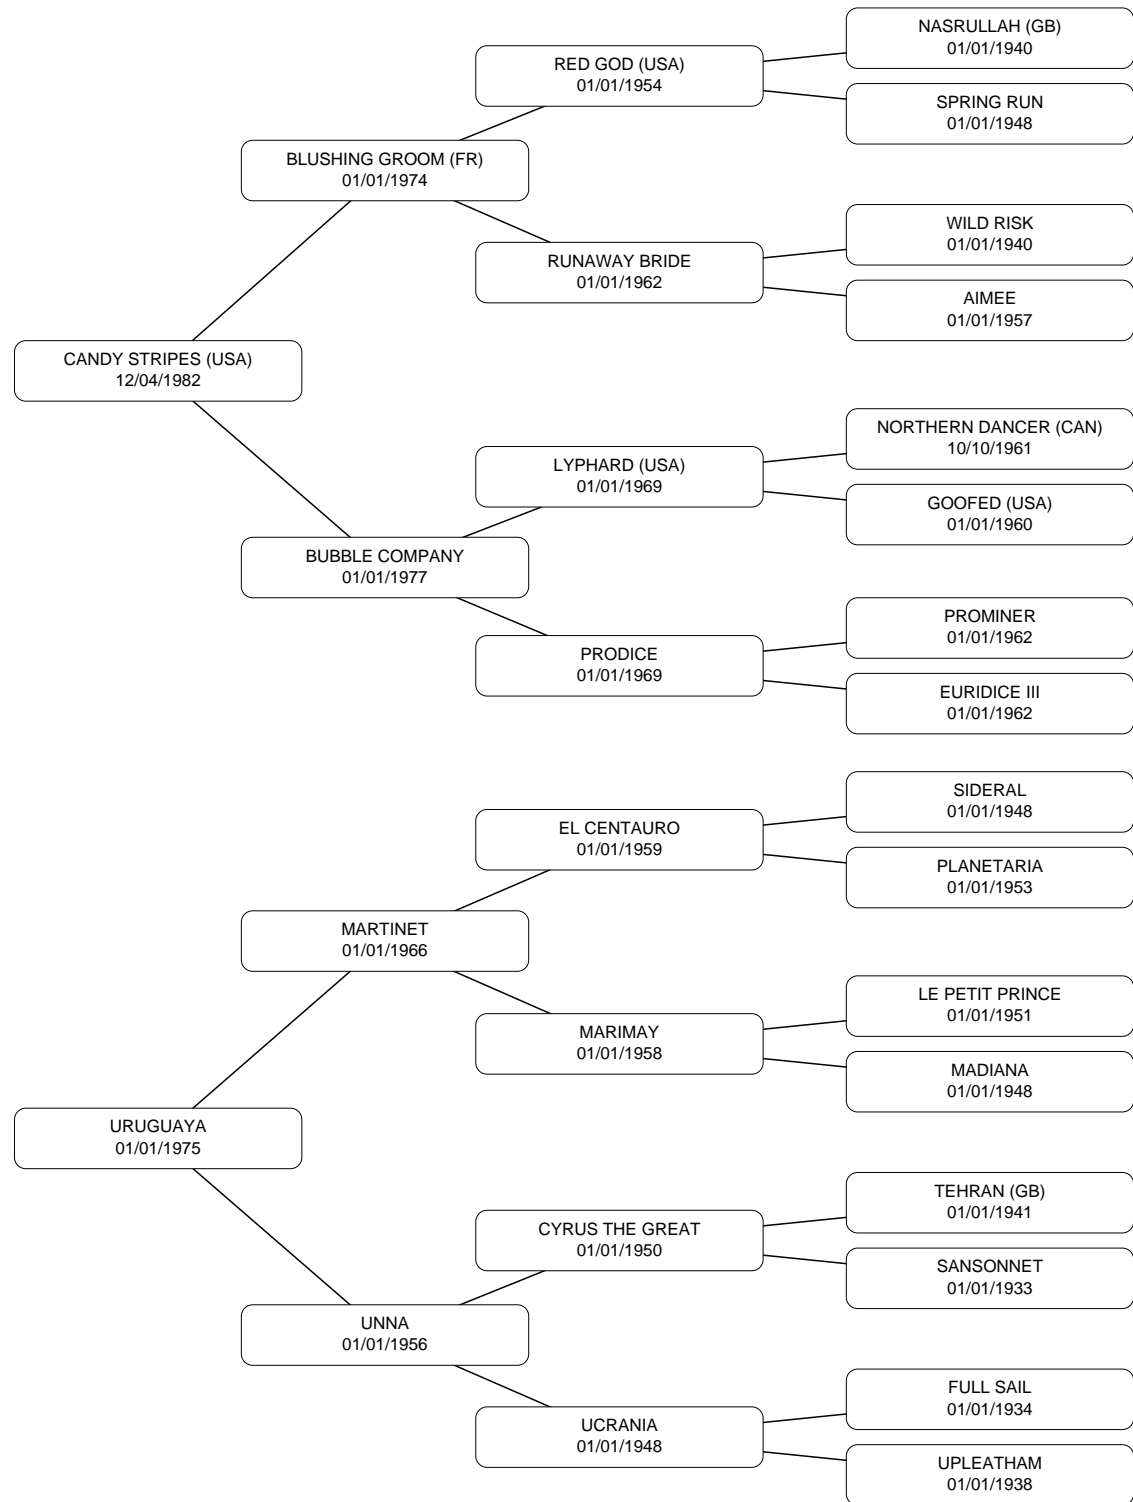 NASRULLAH (GB)
01/01/1940
RED GOD (USA)
01/01/1954
SPRING RUN
01/01/1948
BLUSHING GROOM (FR)
01/01/1974
WILD RISK
01/01/1940
RUNAWAY BRIDE
01/01/1962
AIMEE
01/01/1957
CANDY STRIPES (USA)
12/04/1982
NORTHERN DANCER (CAN)
10/10/1961
LYPHARD (USA)
01/01/1969
GOOFED (USA)
01/01/1960
BUBBLE COMPANY
01/01/1977
PROMINER
01/01/1962
PRODICE
01/01/1969
EURIDICE III
01/01/1962
SIDERAL
01/01/1948
EL CENTAURO
01/01/1959
PLANETARIA
01/01/1953
MARTINET
01/01/1966
LE PETIT PRINCE
01/01/1951
MARIMAY
01/01/1958
MADIANA
01/01/1948
URUGUAYA
01/01/1975
TEHRAN (GB)
01/01/1941
CYRUS THE GREAT
01/01/1950
SANSONNET
01/01/1933
UNNA
01/01/1956
FULL SAIL
01/01/1934
UCRANIA
01/01/1948
UPLEATHAM
01/01/1938